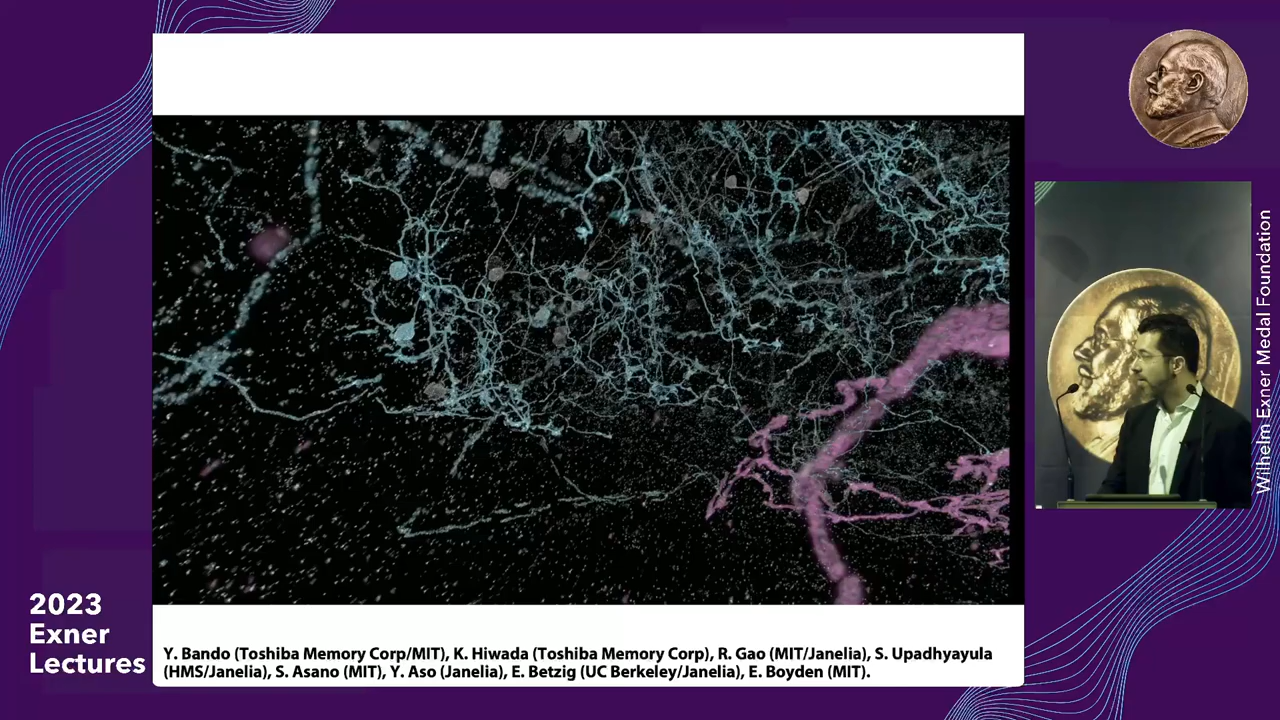 Wilhelm Exner Medal Foundation
2023
Exner
Lectures
Y. Bando (Toshiba Memory Corp/MIT), K. Hiwada (Toshiba Memory Corp), R. Gao (MIT/Janelia), S. Upadhyayula
(HMS/Janelia), S. Asano (MIT), Y. Aso (Janelia), E. Betzig (UC Berkeley/Janelia), E. Boyden (MIT).